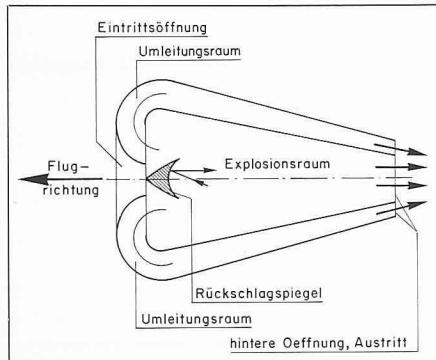 Eintrittsöffnung
Umleitungsraum
Flug-
richtung
Explosionsraum
Rückschlagspiegel
Umleitungsraum
hintere Oeffnung, Austritt